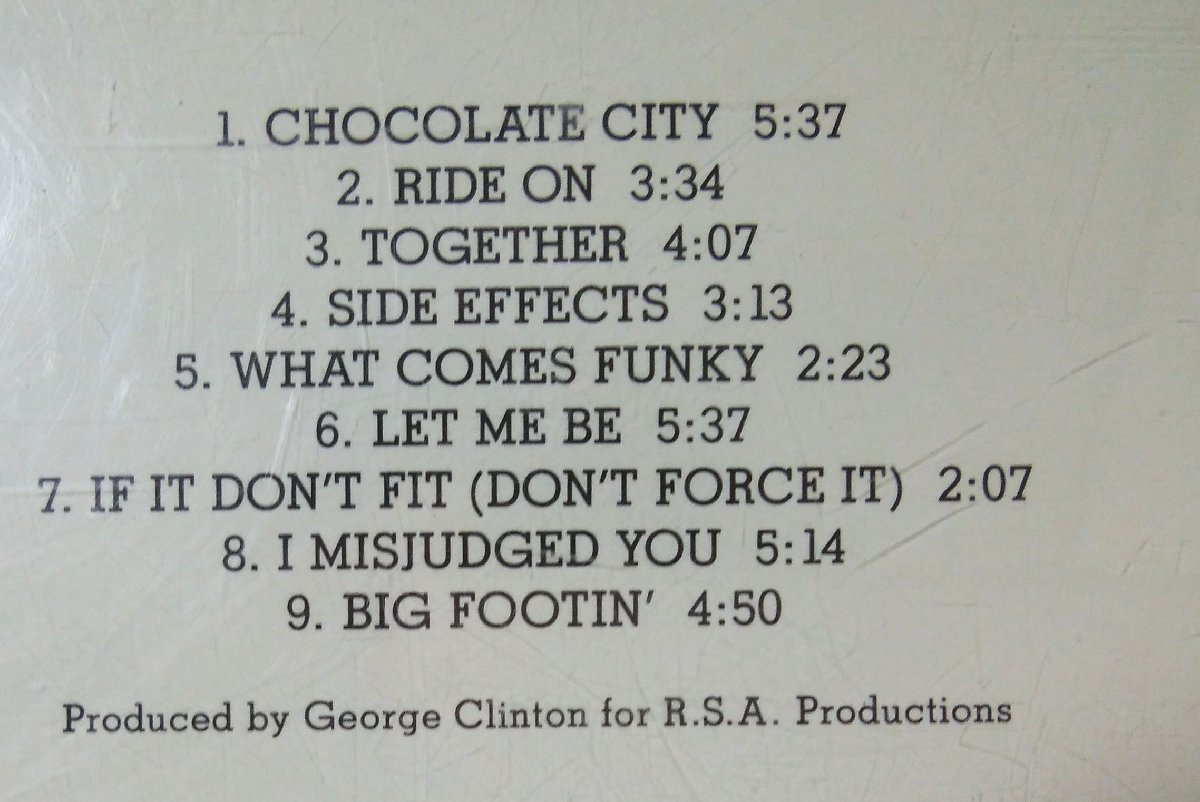 1. CHOCOLATE CITY 5:37
2. RIDE ON 3:34
3. TOGETHER 4:07
4. SIDE EFFECTS 3:13
5. WHAT COMES FUNKY 2:23
6. LET ME BE 5:37
7. IF IT DON'T FIT (DON'T FORCE IT) 2:07
8. I MISJUDGED YOU 5:14
9. BIG FOOTIN' 4:50
Produced by George Clinton for R.S.A. Productions